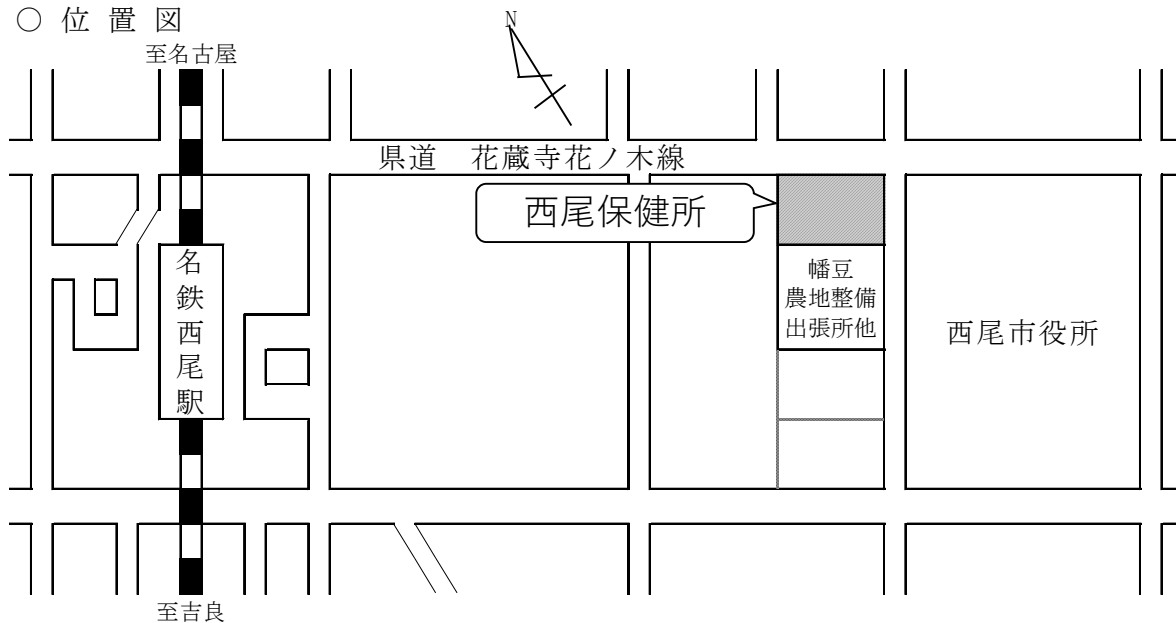 ○ 位 置 図
至名古屋
N
県道　花蔵寺花ノ木線
西尾保健所
名鉄西尾駅
幡豆
農地整備
出張所他
西尾市役所
至吉良